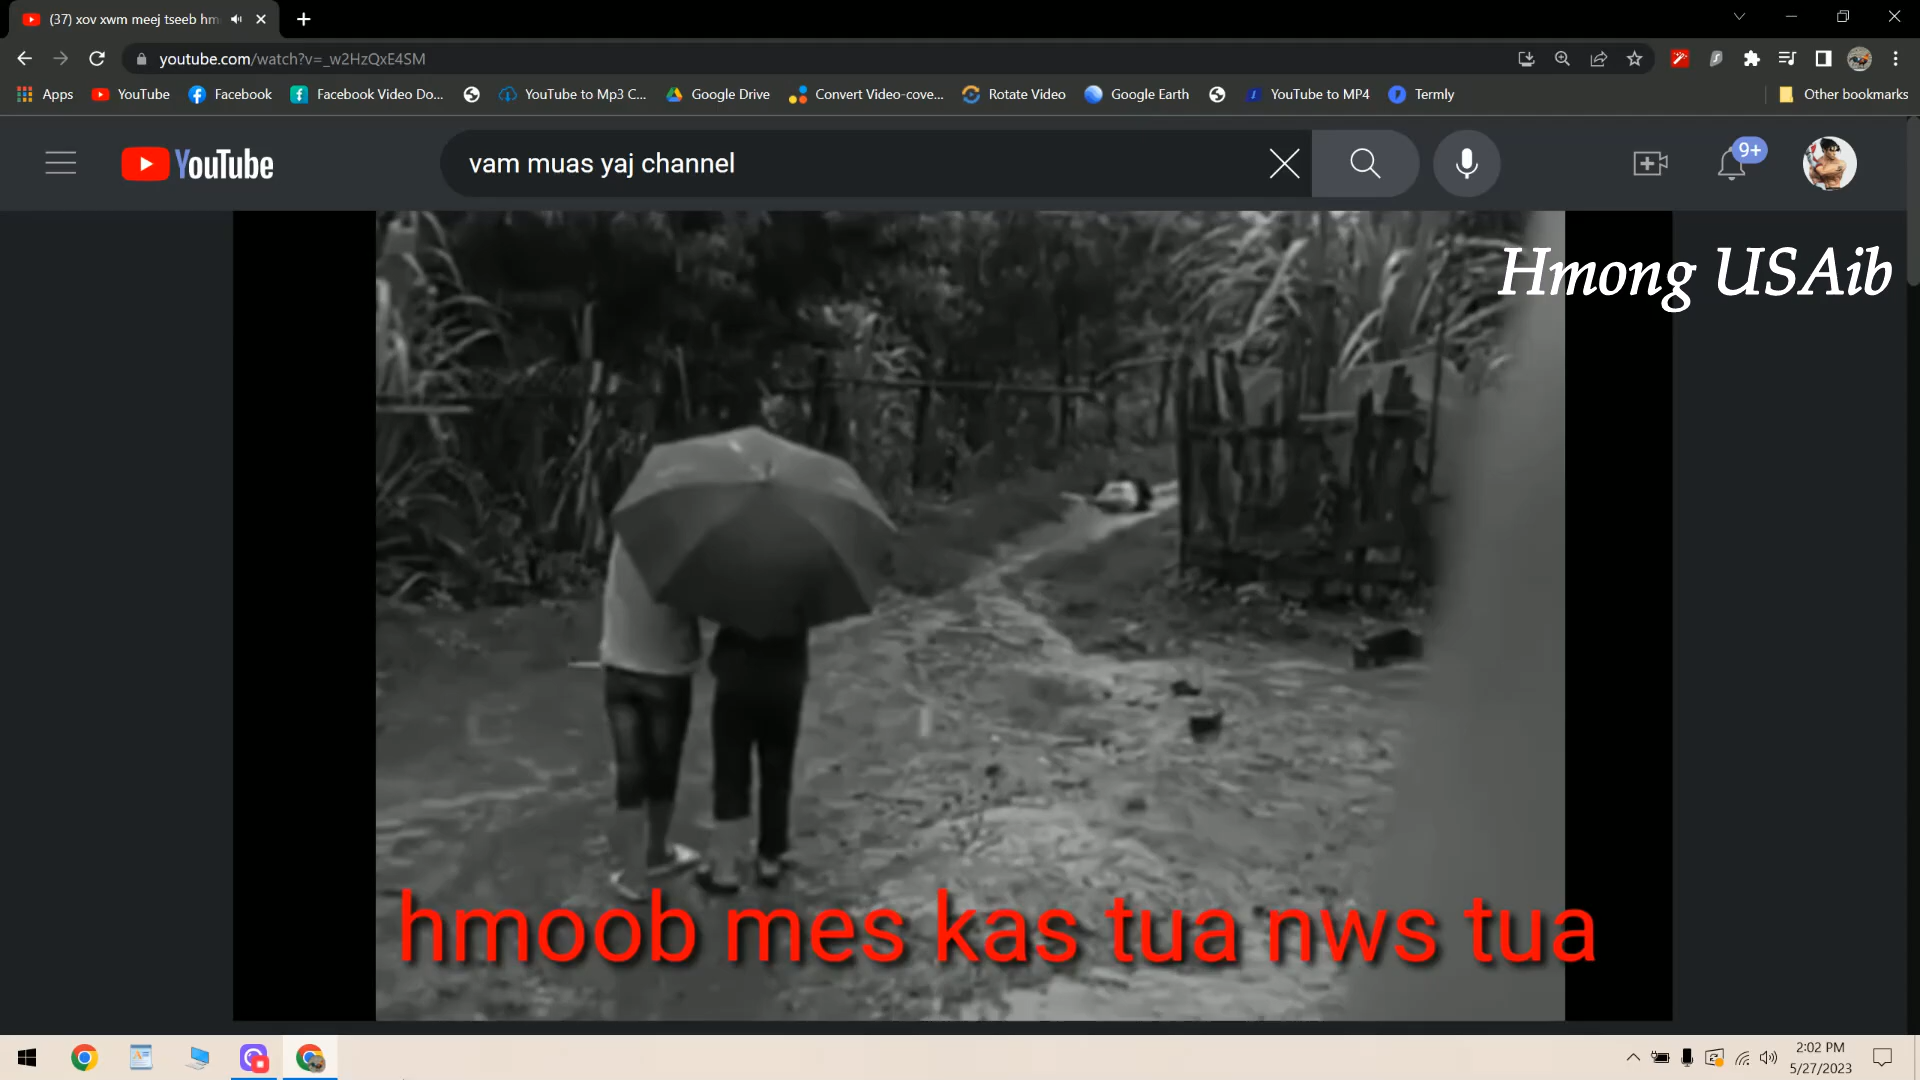 (37) xov xwm meej tseeb hm
youtube.com/watch?v=_w2HzQxE4SM
Apps YouTube Facebook Facebook Video Do... YouTube to Mp3 C... Google Drive Convert Video-cove... Rotate Video Google Earth YouTube to MP4 Termly Other bookmarks
YouTube vam muas yaj channel 9+
Hmong USAib
hmoob mes kas tua nws tua
2:02 PM
5/27/2023